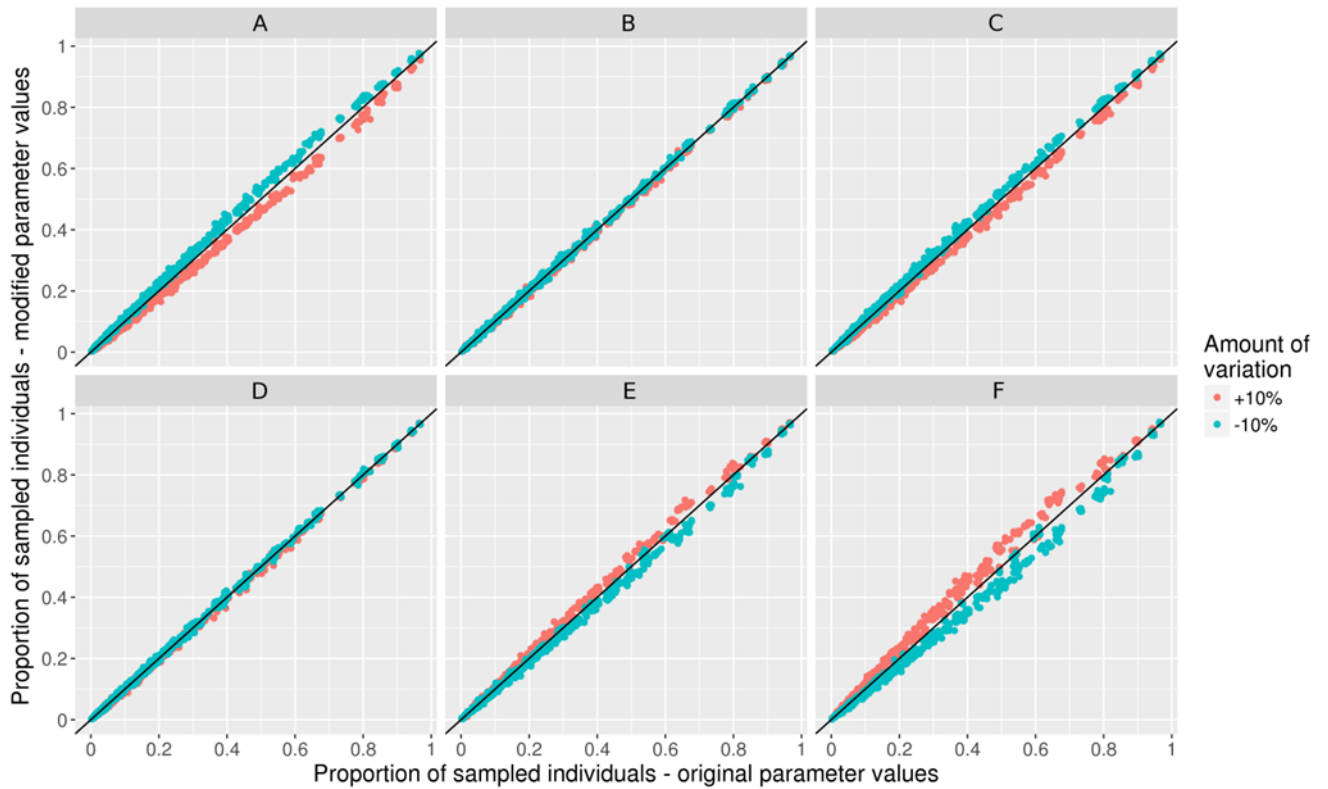 A B C
1
0.8
0.6
0.4
0.2
0
D E F
1
0.8
0.6
0.4
0.2
0
0 0.2 0.4 0.6 0.8 1 0 0.2 0.4 0.6 0.8 1 0 0.2 0.4 0.6 0.8 1
Proportion of sampled individuals - original parameter values
Proportion of sampled individuals - modified parameter values
Amount of
variation
+10%
-10%